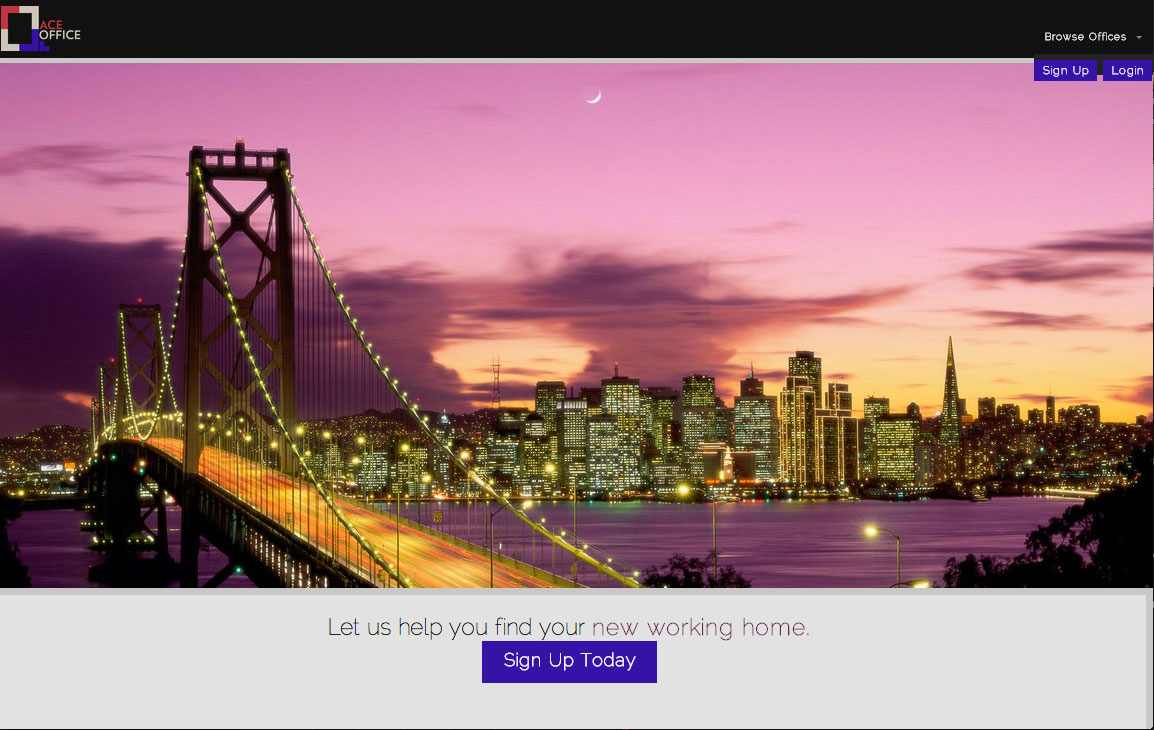 ACE
OFFICE
Browse Offices
Sign Up
Login
Let us help you find your new working home.
Sign Up Today